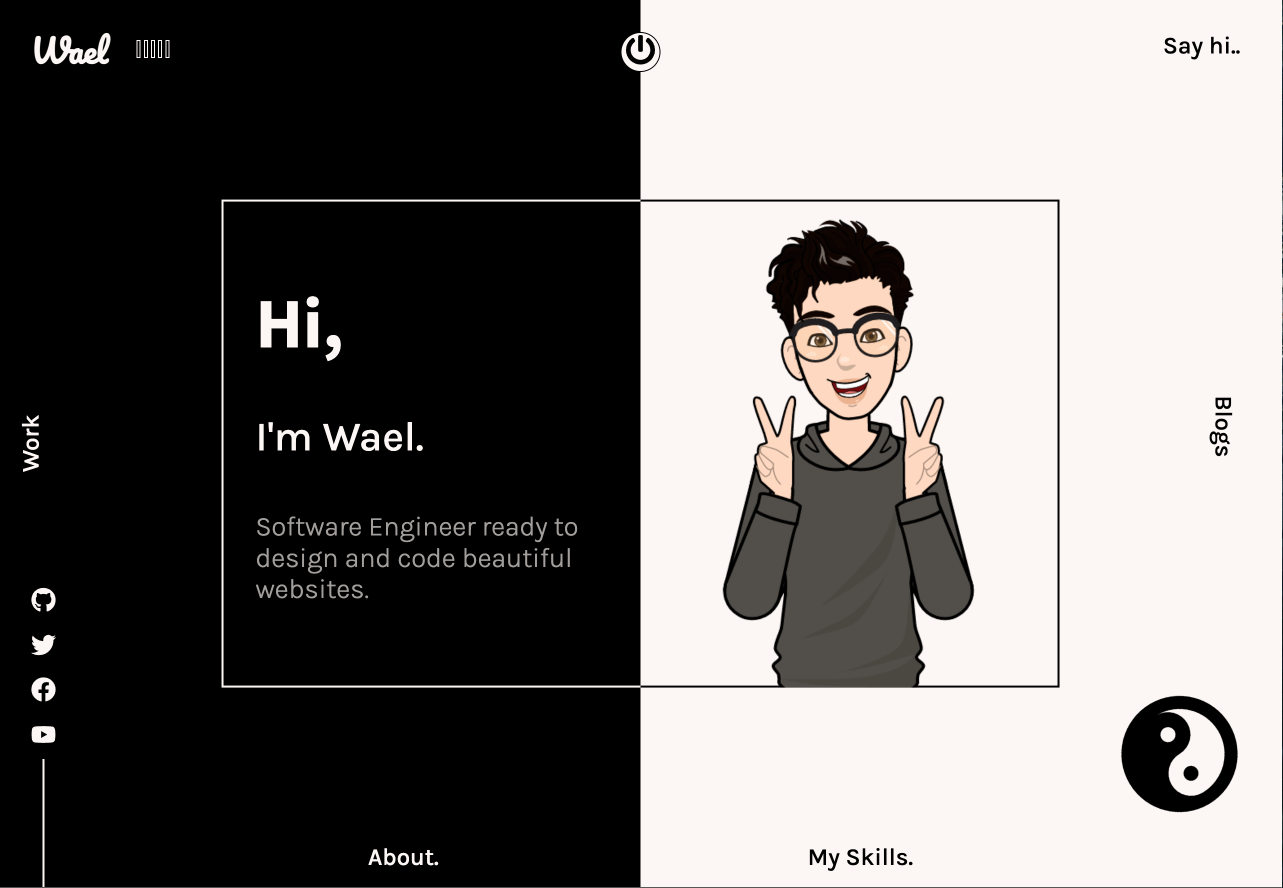 Wael
Say hi..
Hi,
I'm Wael.
Software Engineer ready to
design and code beautiful
websites.
Work
Blogs
About.
My Skills.